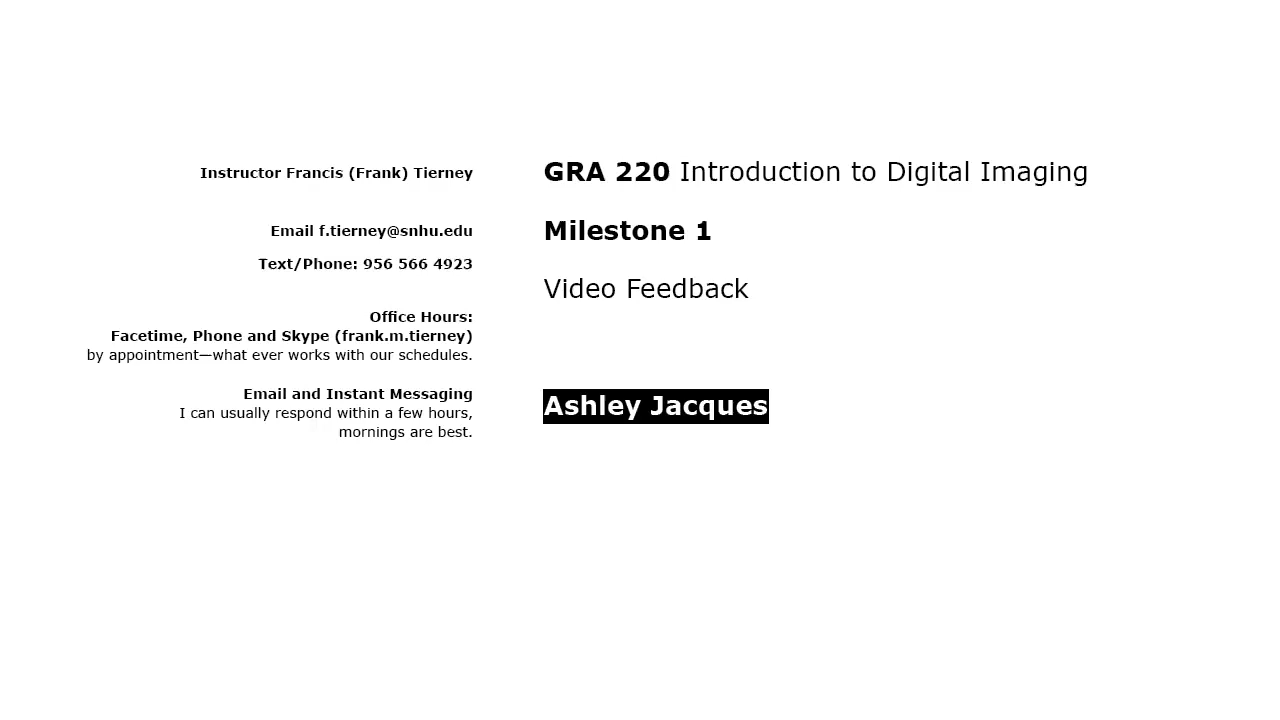 Instructor Francis (Frank) Tierney
Email f.tierney@snhu.edu
Text/Phone: 956 566 4923
Office Hours:
Facetime, Phone and Skype (frank.m.tierney)
by appointment—what ever works with our schedules.
Email and Instant Messaging
I can usually respond within a few hours,
mornings are best.
GRA 220 Introduction to Digital Imaging
Milestone 1
Video Feedback
Ashley Jacques